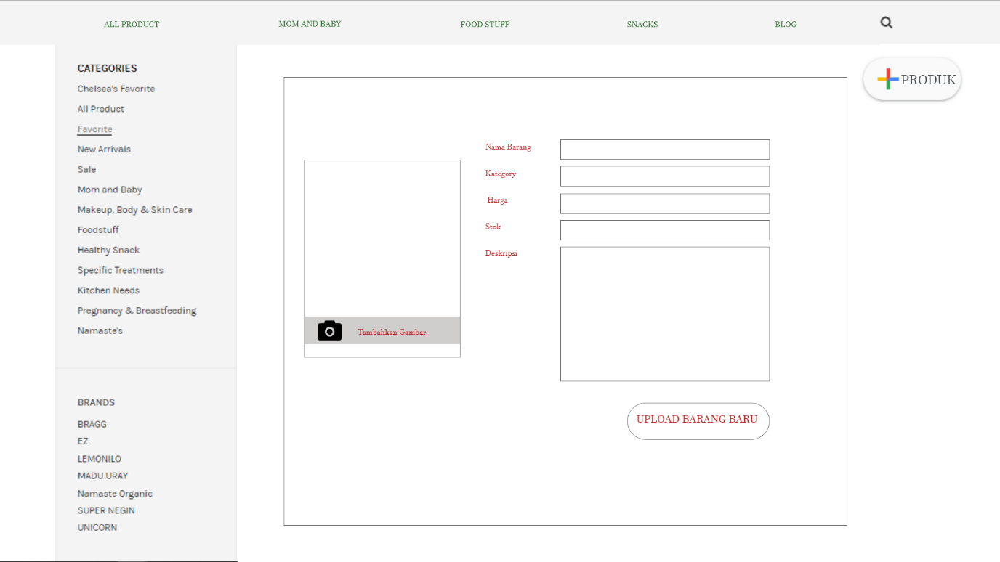 ALL PRODUCT
MOM AND BABY
FOOD STUFF
SNACKS
BLOG
CATEGORIES
Chelsea's Favorite
All Product
Favorite
New Arrivals
Sale
Mom and Baby
Makeup, Body & Skin Care
Foodstuff
Healthy Snack
Specific Treatments
Kitchen Needs
Pregnancy & Breastfeeding
Namaste's
BRANDS
BRAGG
EZ
LEMONILO
MADU URAY
Namaste Organic
SUPER NEGIN
UNICORN
PRODUK
Nama Barang
Kategory
Harga
Stok
Deskripsi
Tambahkan Gambar
UPLOAD BARANG BARU